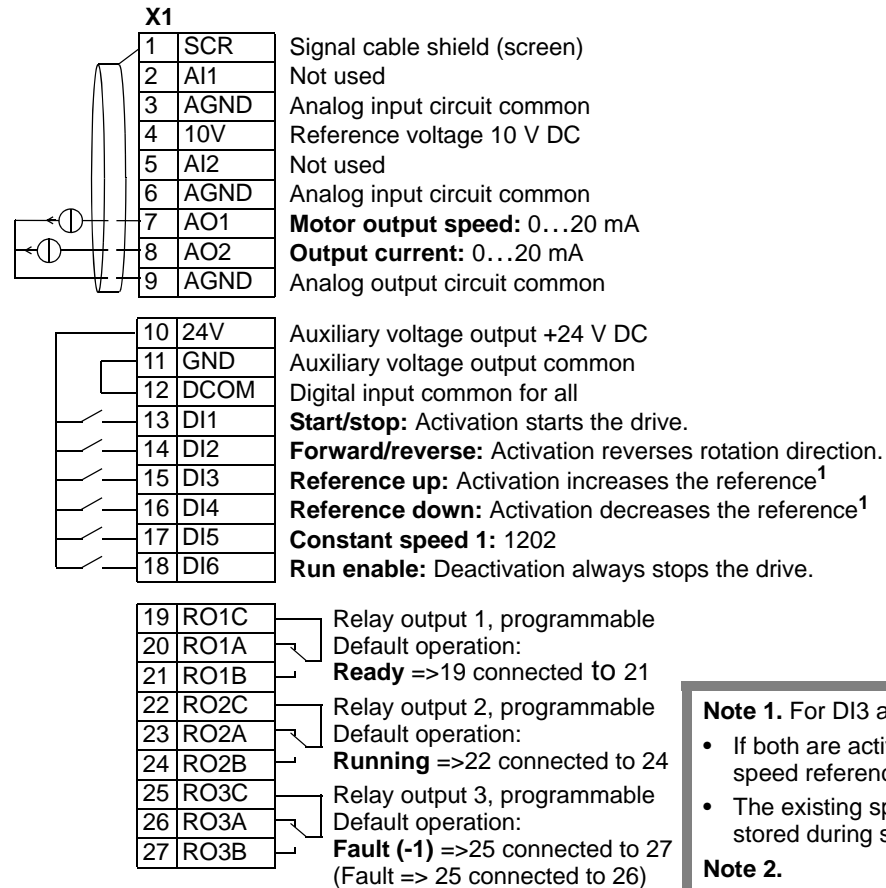 X1
1 SCR Signal cable shield (screen)
2 AI1 Not used
3 AGND Analog input circuit common
4 10V Reference voltage 10 V DC
5 AI2 Not used
6 AGND Analog input circuit common
7 AO1 Motor output speed: 0…20 mA
8 AO2 Output current: 0…20 mA
9 AGND Analog output circuit common
10 24V Auxiliary voltage output +24 V DC
11 GND Auxiliary voltage output common
12 DCOM Digital input common for all
13 DI1 Start/stop: Activation starts the drive.
14 DI2 Forward/reverse: Activation reverses rotation direction.
15 DI3 Reference up: Activation increases the reference1
16 DI4 Reference down: Activation decreases the reference1
17 DI5 Constant speed 1: 1202
18 DI6 Run enable: Deactivation always stops the drive.
19 RO1C Relay output 1, programmable
20 RO1A Default operation:
21 RO1B Ready =>19 connected to 21
22 RO2C Relay output 2, programmable
23 RO2A Default operation:
24 RO2B Running =>22 connected to 24
25 RO3C Relay output 3, programmable
26 RO3A Default operation:
27 RO3B Fault (-1) =>25 connected to 27
(Fault => 25 connected to 26)
Note 1. For DI3
• If both are
speed
• The existing
stored during
Note 2.